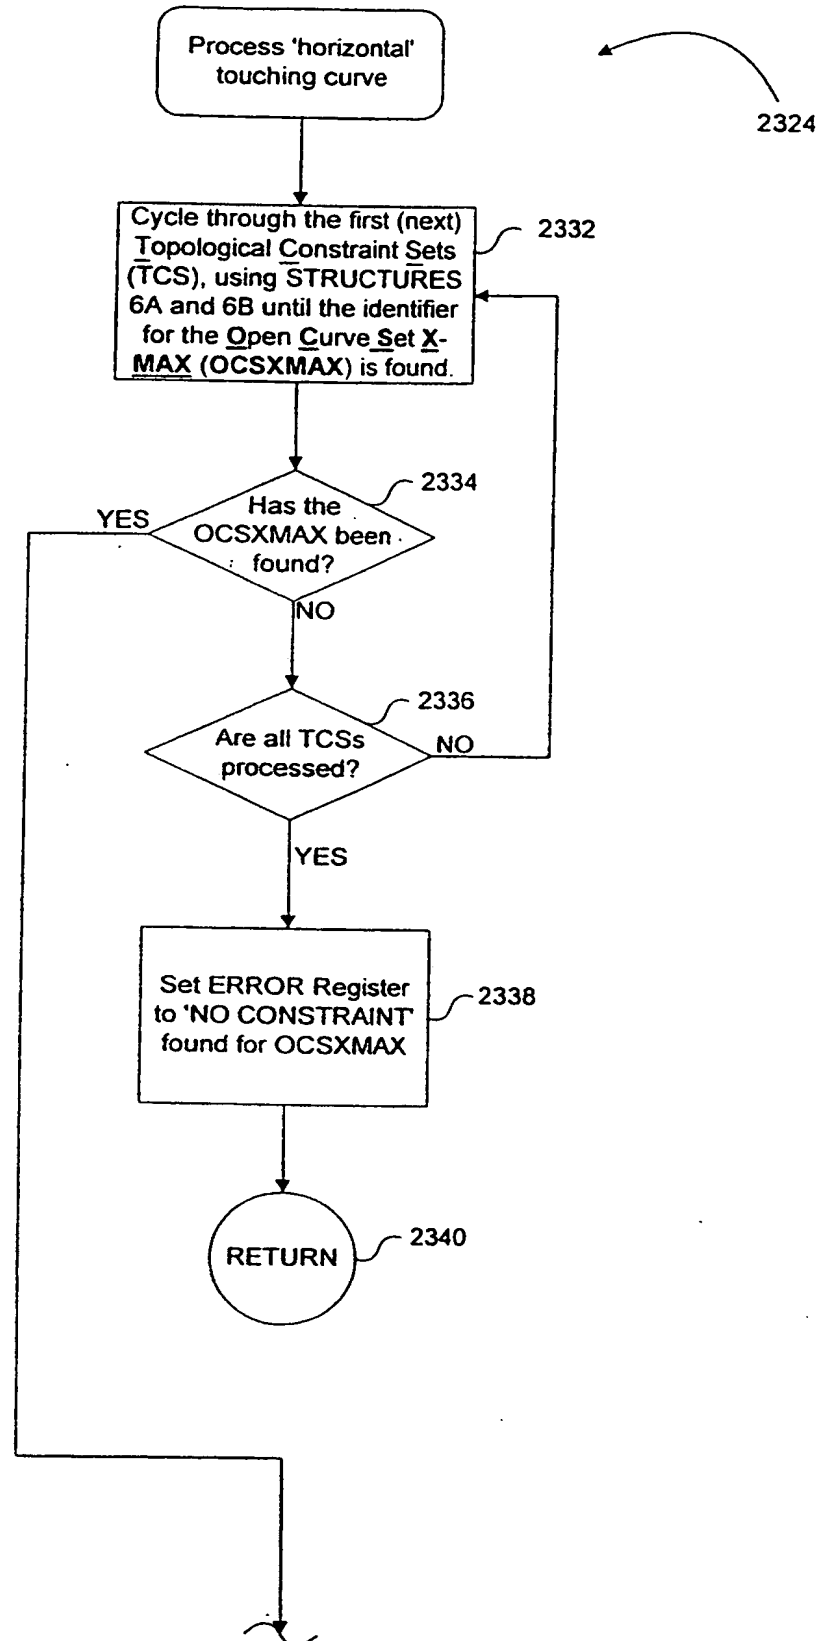 Process 'horizontal'
touching curve
2324
Cycle through the first (next)
Topological Constraint Sets
(TCS), using STRUCTURES
6A and 6B until the identifier
for the Open Curve Set X-
MAX (OCSXMAX) is found.
2332
2334
Has the
OCSXMAX been
found?
YES
NO
2336
Are all TCSs
processed?
NO
YES
Set ERROR Register
to 'NO CONSTRAINT'
found for OCSXMAX
2338
RETURN
2340